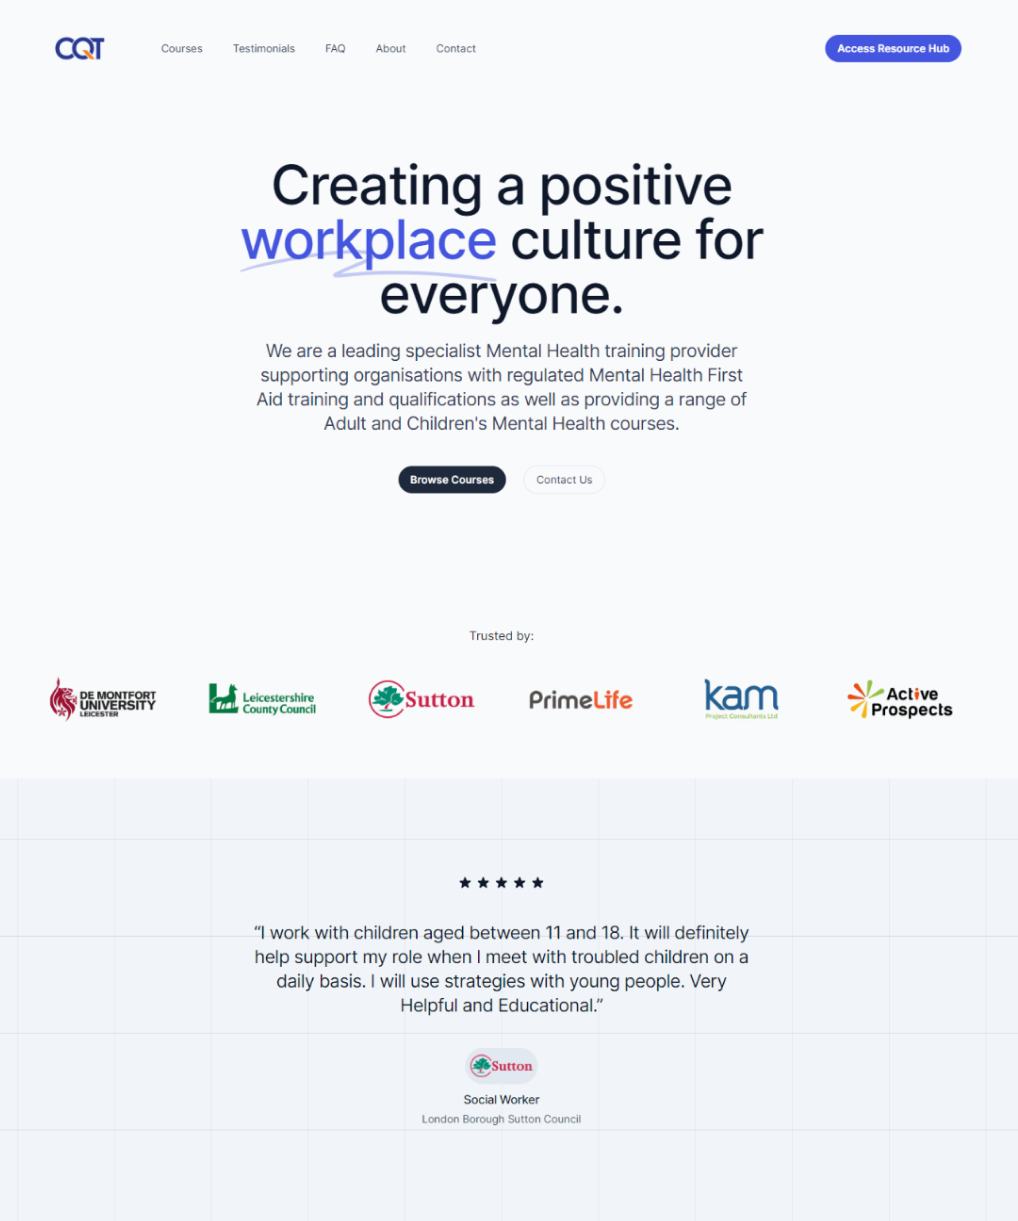 CQT
Courses
Testimonials
FAQ
About
Contact
Access Resource Hub
Creating a positive
workplace culture for
everyone.
We are a leading specialist Mental Health training provider
supporting organisations with regulated Mental Health First
Aid training and qualifications as well as providing a range of
Adult and Children's Mental Health courses.
Browse Courses
Contact Us
Trusted by:
DE MONTFORT
UNIVERSITY
LEICESTER
Leicestershire
County Council
Sutton
PrimeLife
kam
Project Consultants Ltd
Active
Prospects
“I work with children aged between 11 and 18. It will definitely
help support my role when I meet with troubled children on a
daily basis. I will use strategies with young people. Very
Helpful and Educational.”
Sutton
Social Worker
London Borough Sutton Council